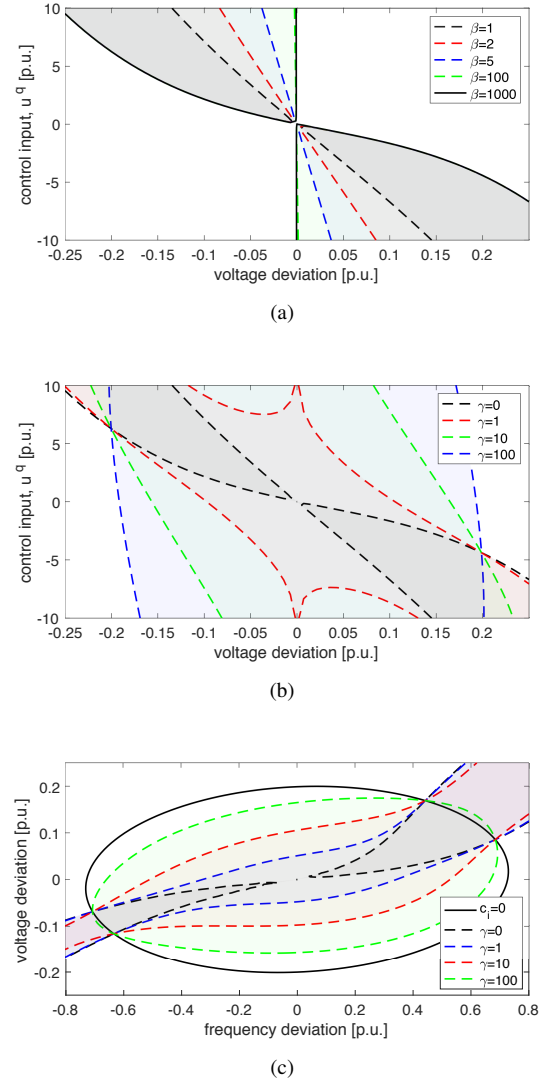 10
5
0
-5
-10
control input, u q [p.u.]
β=1
β=2
β=5
β=100
β=1000
-0.25 -0.2 -0.15 -0.1 -0.05 0 0.05 0.1 0.15 0.2
voltage deviation [p.u.]
(a)
10
5
0
-5
-10
control input, u q [p.u.]
γ=0
γ=1
γ=10
γ=100
-0.25 -0.2 -0.15 -0.1 -0.05 0 0.05 0.1 0.15 0.2
voltage deviation [p.u.]
(b)
0.2
0.1
0
-0.1
-0.2
voltage deviation [p.u.]
c i =0
γ=0
γ=1
γ=10
γ=100
-0.8 -0.6 -0.4 -0.2 0 0.2 0.4 0.6 0.8
frequency deviation [p.u.]
(c)